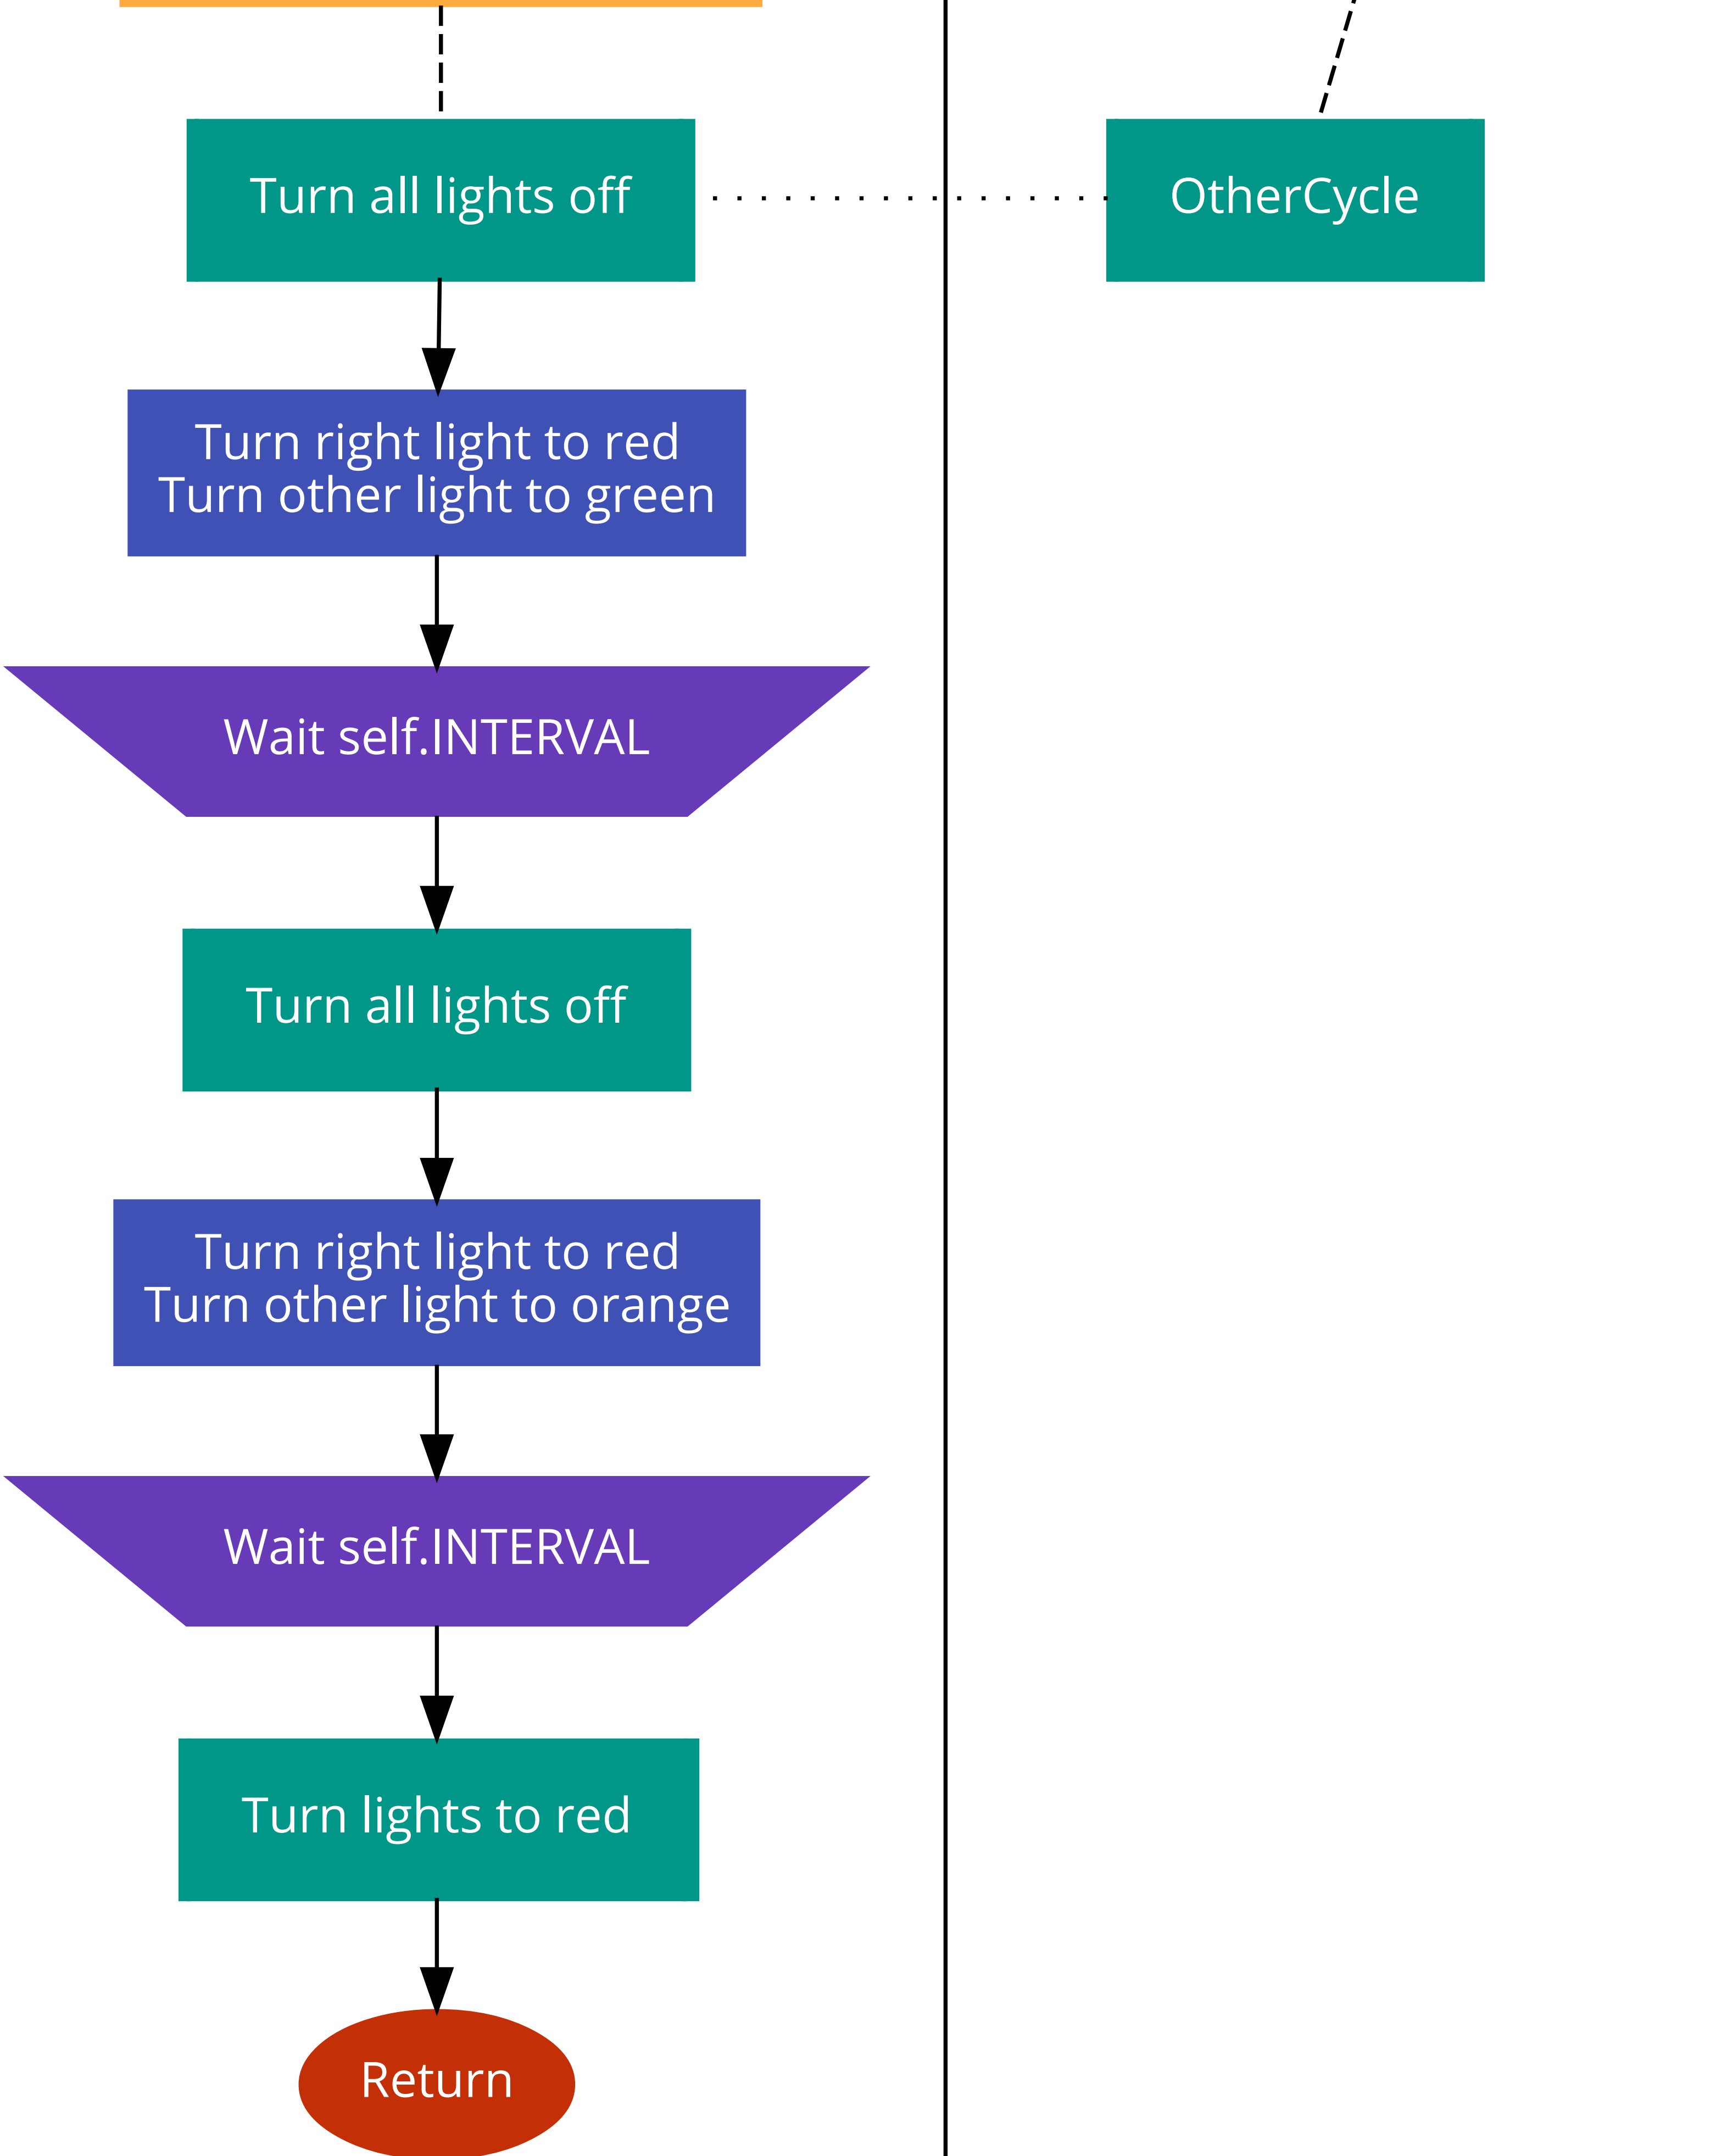 Turn all lights off
OtherCycle
Turn right light to red
Turn other light to green
Wait self.INTERVAL
Turn all lights off
Turn right light to red
Turn other light to orange
Wait self.INTERVAL
Turn lights to red
Return